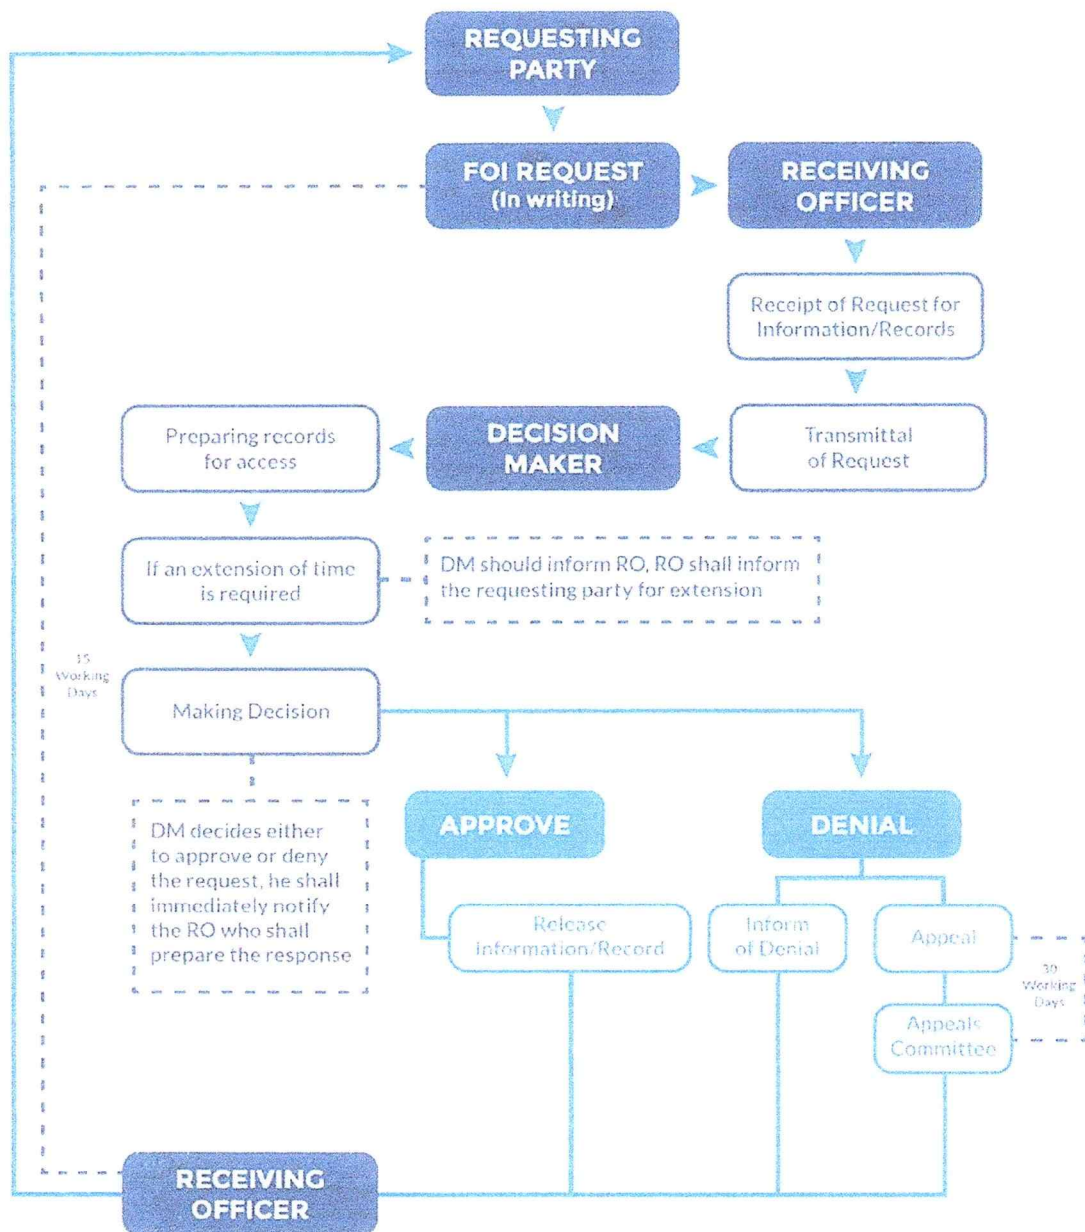 REQUESTING
PARTY
FOI REQUEST
(In writing)
RECEIVING
OFFICER
Receipt of Request for
Information/Records
Transmittal
of Request
DECISION
MAKER
Preparing records
for access
If an extension of time
is required
DM should inform RO, RO shall inform
the requesting party for extension
15
Working
Days
Making Decision
DM decides either
to approve or deny
the request, he shall
immediately notify
the RO who shall
prepare the response
APPROVE
DENIAL
Release
Information/Record
Inform
of Denial
Appeal
30
Working
Days
Appeals
Committee
RECEIVING
OFFICER